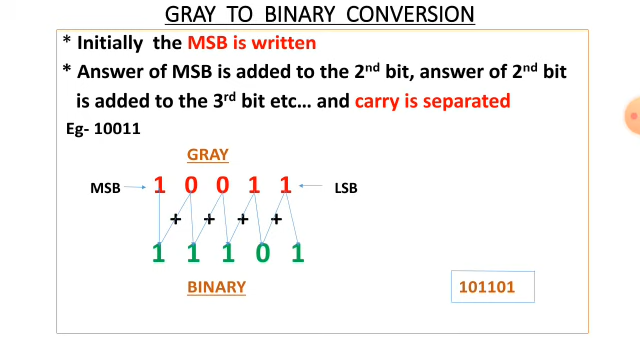 GRAY TO BINARY CONVERSION
* Initially the MSB is written
* Answer of MSB is added to the 2nd bit, answer of 2nd bit
is added to the 3rd bit etc... and carry is separated
Eg- 10011
GRAY
MSB 1 0 0 1 1 LSB
+ + + +
1 1 1 0 1
BINARY
101101